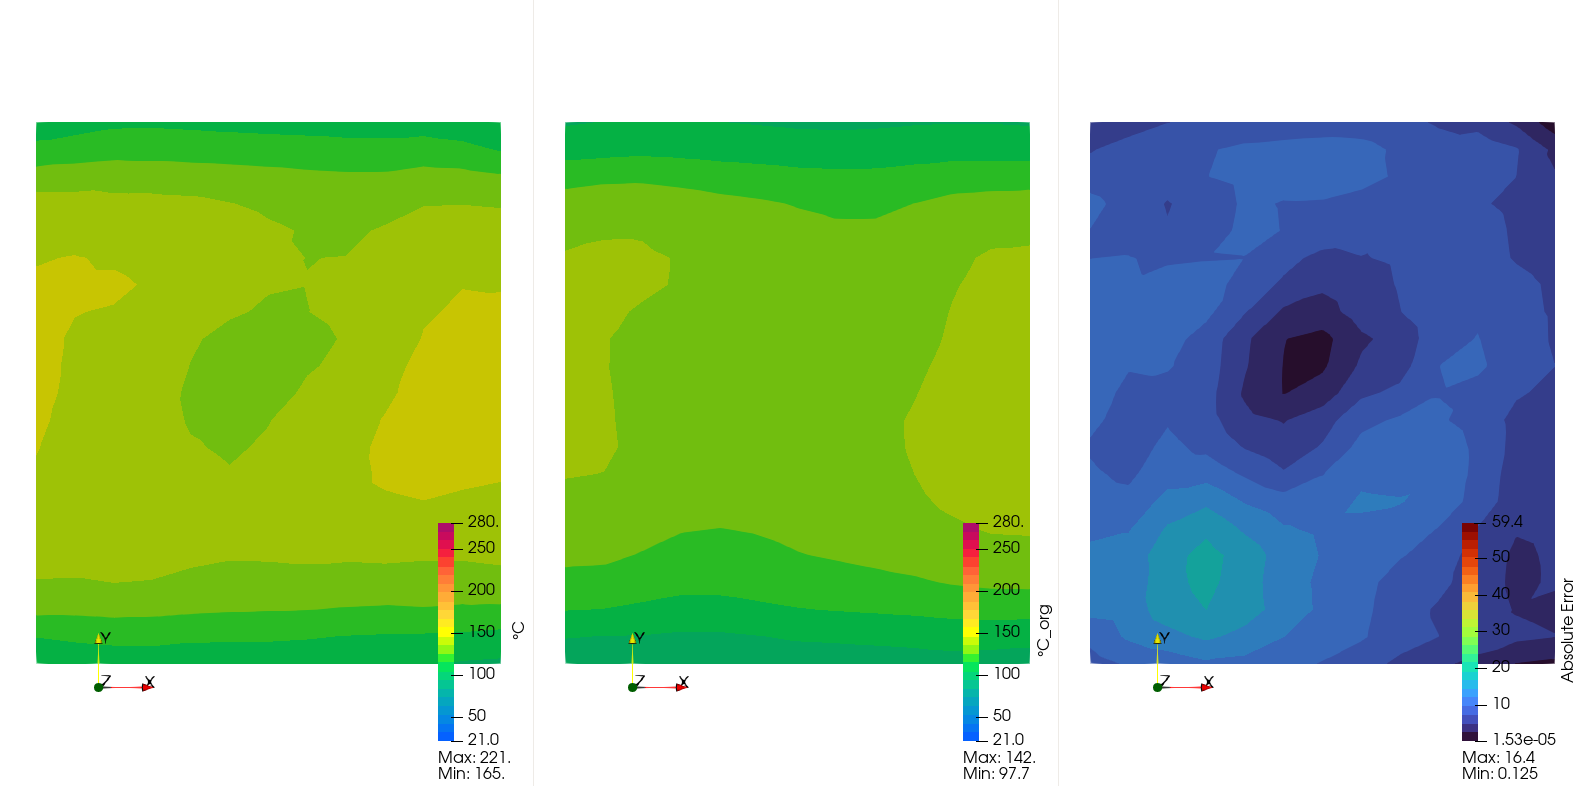 280.
250
200
150
100
50
21.0
°C
Max: 221.
Min: 165.
Y
Z
X
280.
250
200
150
100
50
21.0
°C_org
Max: 142.
Min: 97.7
Y
Z
X
59.4
50
40
30
20
10
1.53e-05
Absolute Error
Max: 16.4
Min: 0.125
Y
Z
X